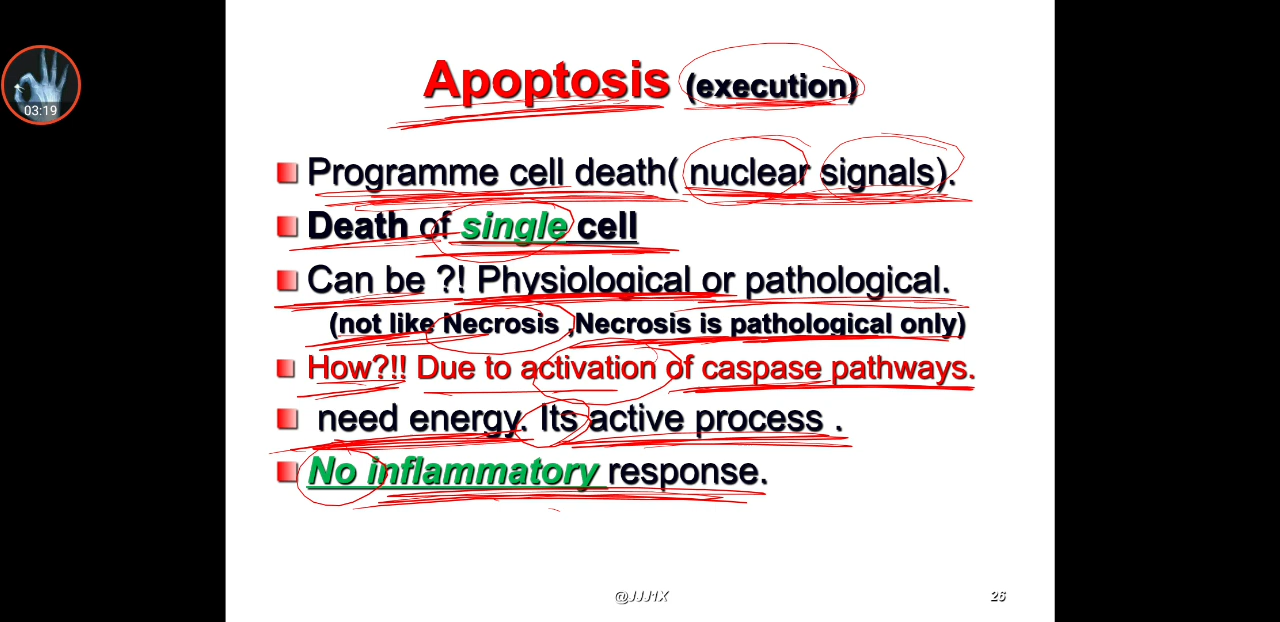 03:19
Apoptosis (execution)
Programme cell death( nuclear signals).
Death of single cell
Can be ?! Physiological or pathological.
(not like Necrosis ,Necrosis is pathological only)
How?!! Due to activation of caspase pathways.
need energy. Its active process .
No inflammatory response.
@JJJ1X
26